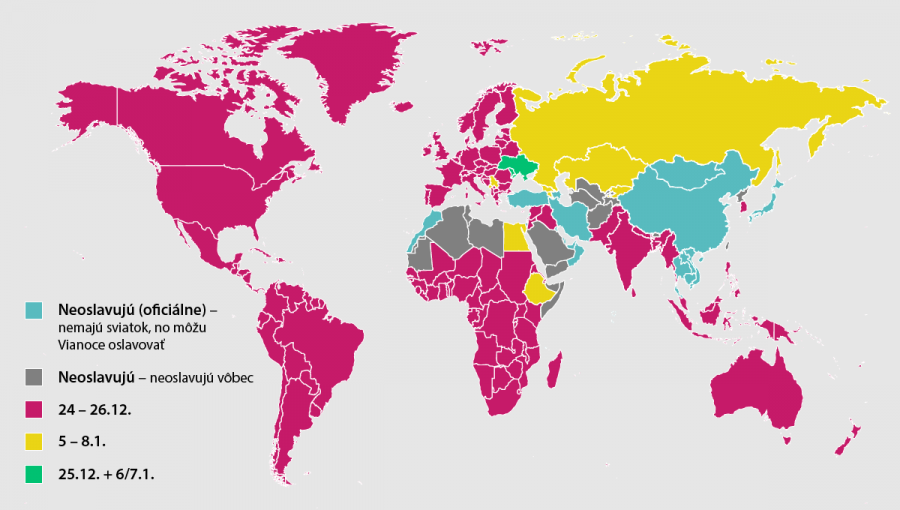 Neoslavujú (oficiálne) –
nemajú sviatok, no môžu
Vianoce oslavovať
Neoslavujú – neoslavujú vôbec
24 – 26.12.
5 – 8.1.
25.12. + 6/7.1.